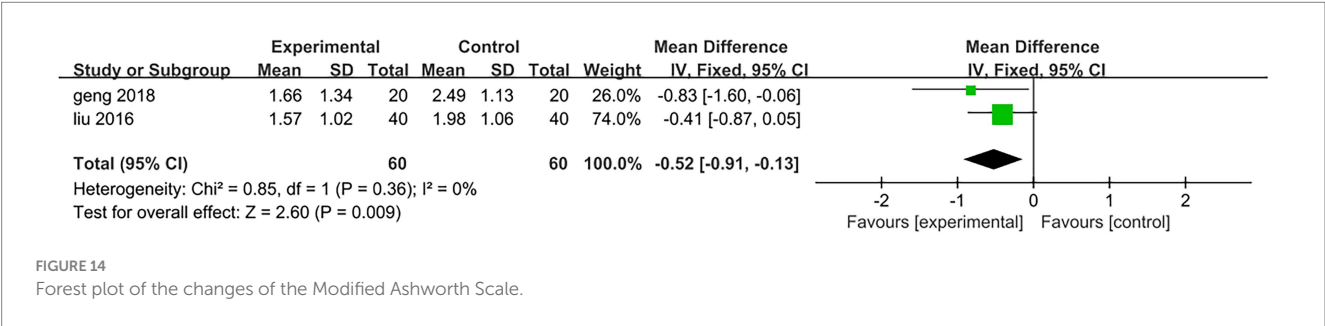 Experimental Control Mean Difference Mean Difference
Study or Subgroup Mean SD Total Mean SD Total Weight IV, Fixed, 95% CI IV, Fixed, 95% CI
geng 2018 1.66 1.34 20 2.49 1.13 20 26.0% -0.83 [-1.60, -0.06]
liu 2016 1.57 1.02 40 1.98 1.06 40 74.0% -0.41 [-0.87, 0.05]
Total (95% CI) 60 60 100.0% -0.52 [-0.91, -0.13]
Heterogeneity: Chi² = 0.85, df = 1 (P = 0.36); I² = 0%
Test for overall effect: Z = 2.60 (P = 0.009)
-2 -1 0 1 2
Favours [experimental] Favours [control]
FIGURE 14
Forest plot of the changes of the Modified Ashworth Scale.